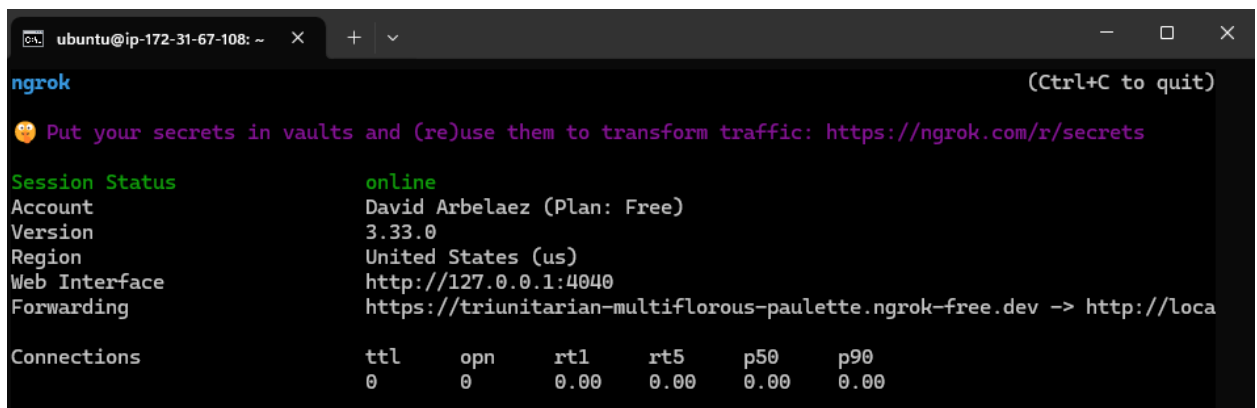 ubuntu@ip-172-31-67-108: ~
ngrok (Ctrl+C to quit)
Put your secrets in vaults and (re)use them to transform traffic: https://ngrok.com/r/secrets
Session Status online
Account David Arbelaez (Plan: Free)
Version 3.33.0
Region United States (us)
Web Interface http://127.0.0.1:4040
Forwarding https://triunitarian-multiflorous-paulette.ngrok-free.dev -> http://loca
Connections ttl opn rt1 rt5 p50 p90
0 0 0.00 0.00 0.00 0.00